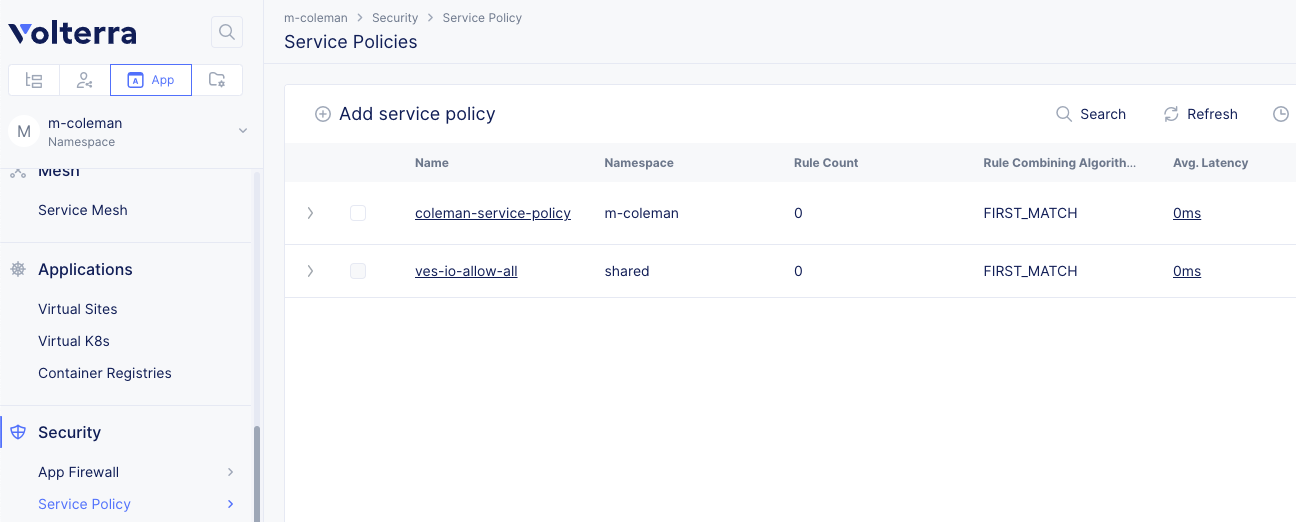 Volterra
App
M
m-coleman
Namespace
Mesh
Service Mesh
Applications
Virtual Sites
Virtual K8s
Container Registries
Security
App Firewall
Service Policy
m-coleman > Security > Service Policy
Service Policies
Add service policy
Search Refresh
Name Namespace Rule Count Rule Combining Algorith... Avg. Latency
coleman-service-policy m-coleman 0 FIRST_MATCH 0ms
ves-io-allow-all shared 0 FIRST_MATCH 0ms